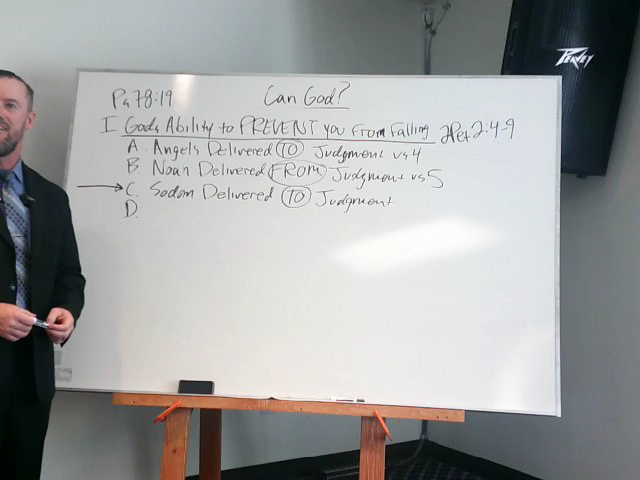 Ps 78:19 Can God?
I Gods Ability to PREVENT you From Falling 2Pet 2:4-9
A. Angels Delivered TO Judgment vs 4
B. Noah Delivered FROM Judgment vs 5
C. Sodom Delivered TO Judgment
D.
PEAVEY